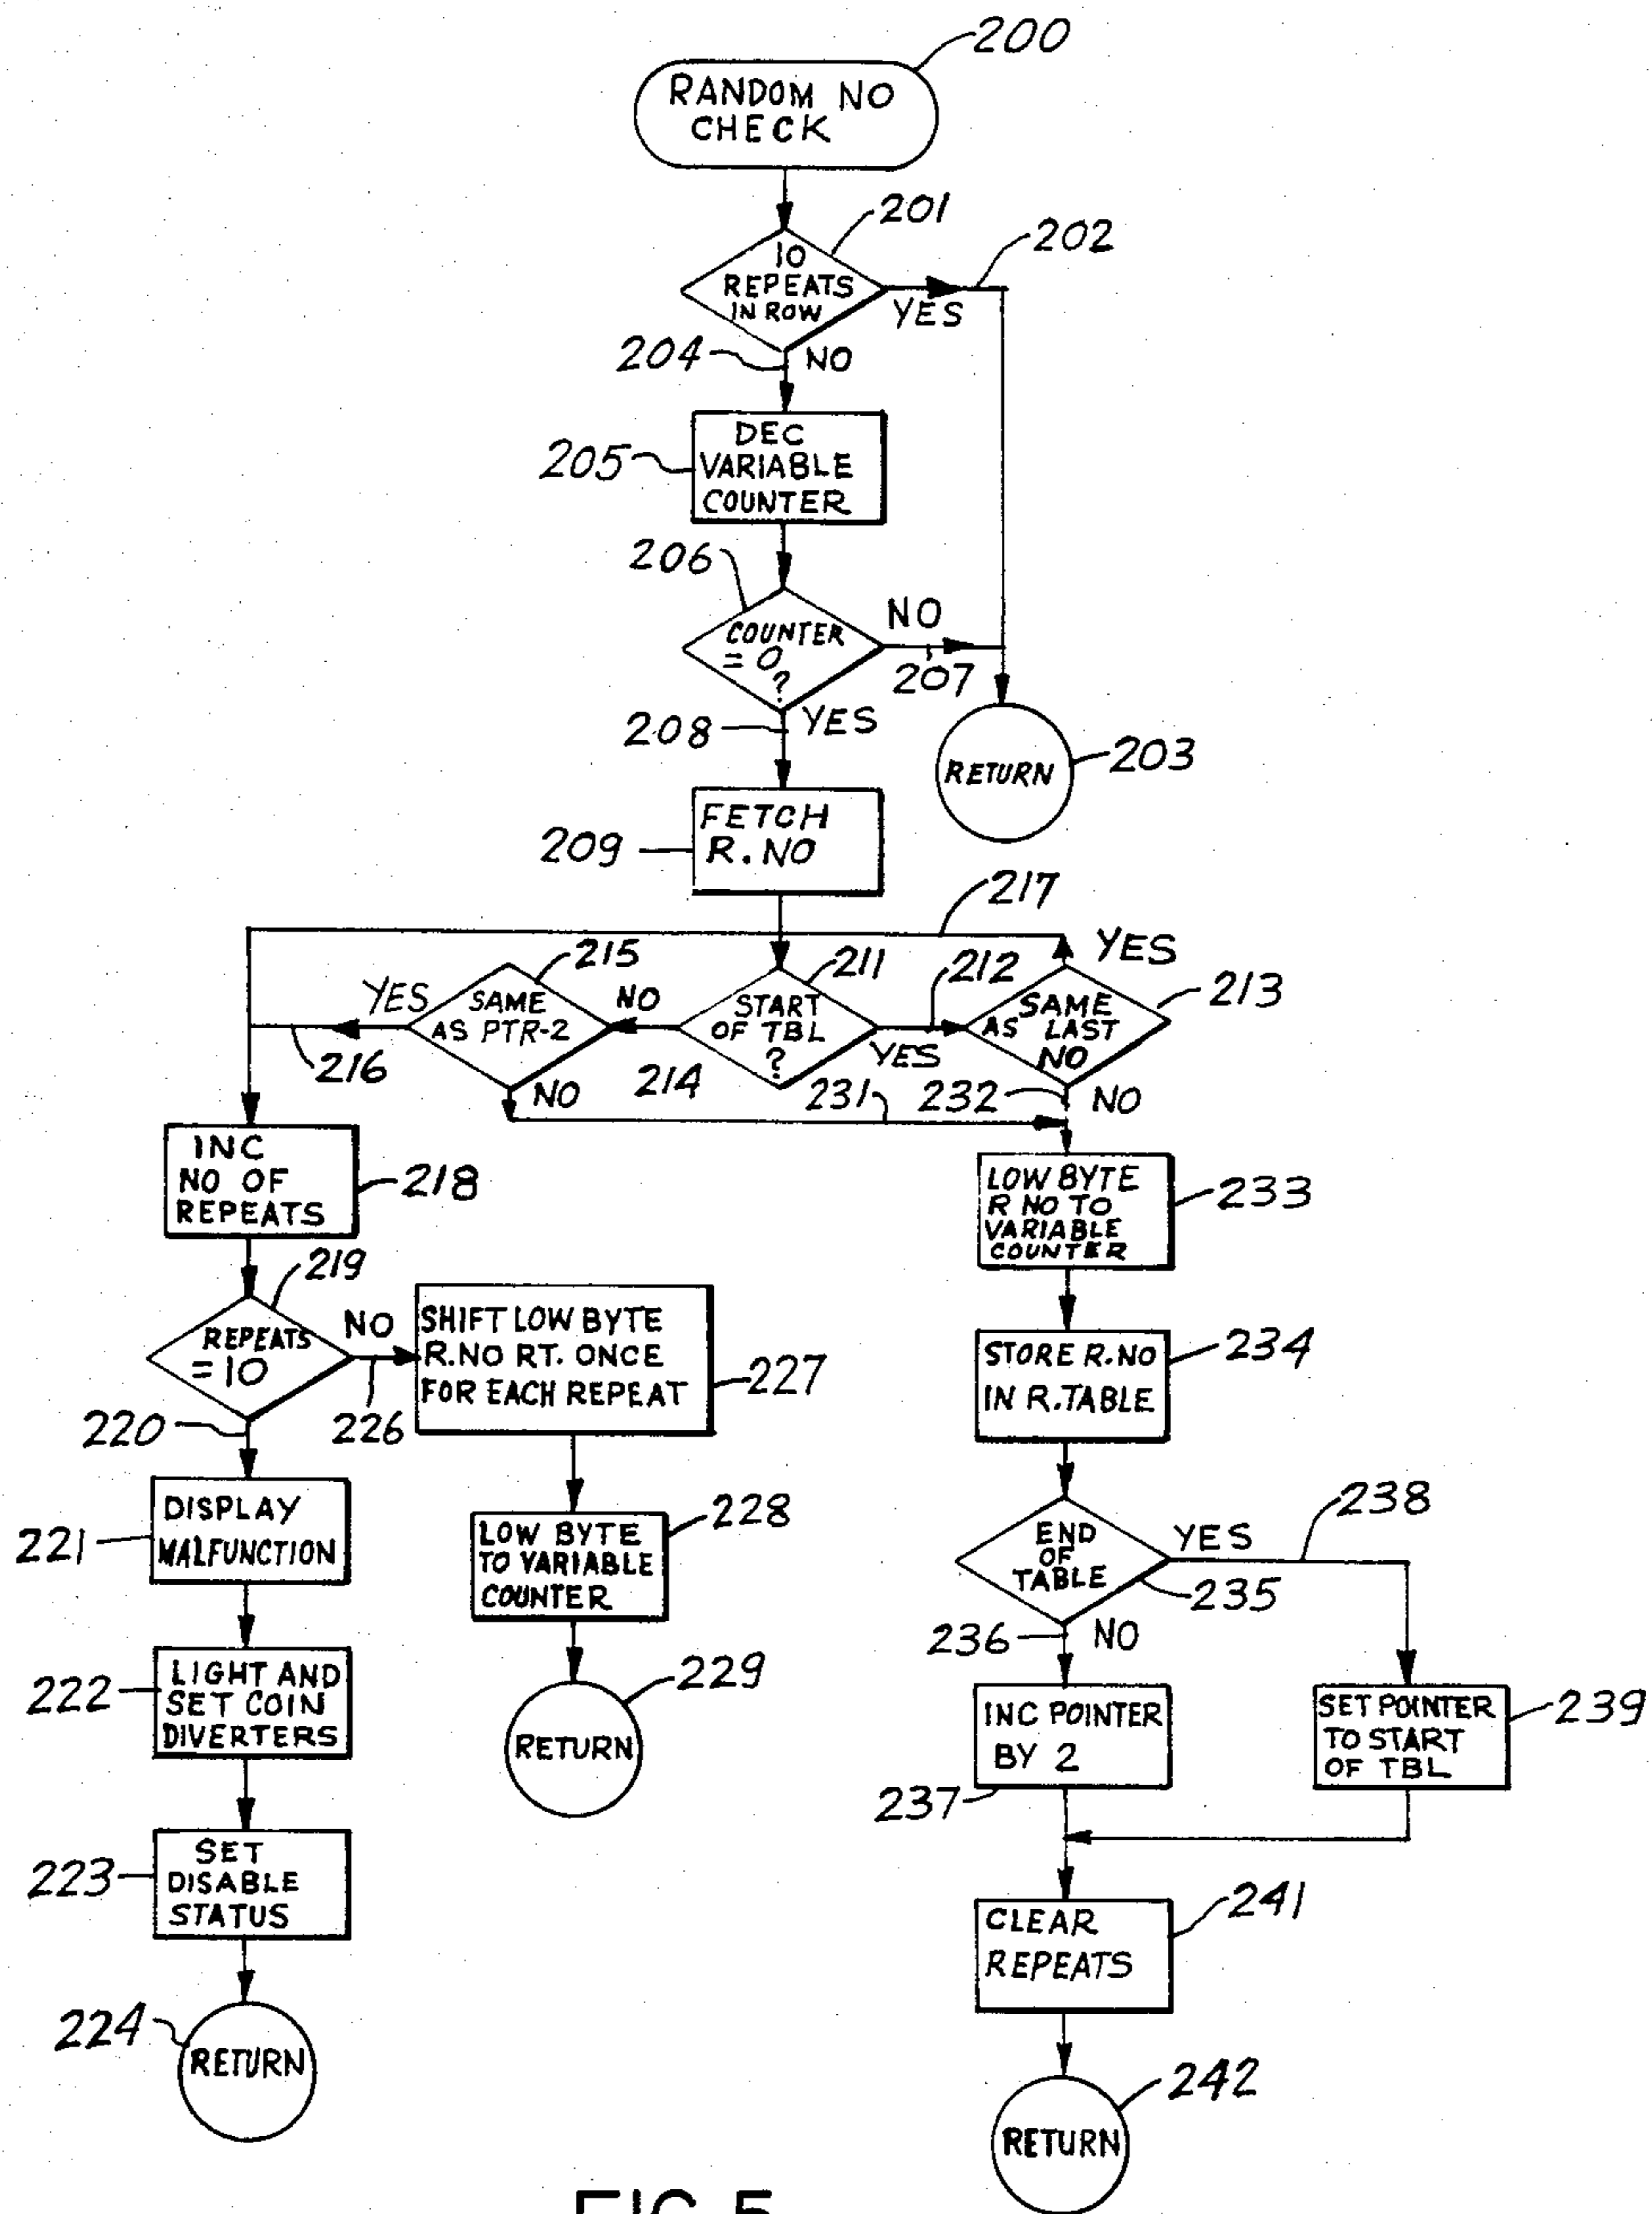 200
RANDOM NO
CHECK
201
202
10
REPEATS
IN ROW
YES
204
NO
DEC
VARIABLE
COUNTER
205
206
NO
COUNTER
= 0
?
207
208
YES
203
RETURN
FETCH
R. NO
209
217
YES
215
211
212
213
YES
SAME
AS PTR-2
NO
START
OF TBL
?
YES
SAME
AS LAST
NO
216
214
NO
231
232
NO
INC
NO OF
REPEATS
218
LOW BYTE
R NO TO
VARIABLE
COUNTER
233
219
REPEATS
= 10
NO
226
SHIFT LOW BYTE
R.NO RT. ONCE
FOR EACH REPEAT
227
STORE R.NO
IN R.TABLE
234
220
DISPLAY
MALFUNCTION
221
LOW BYTE
TO VARIABLE
COUNTER
228
END
OF
TABLE
YES
238
235
236
NO
LIGHT AND
SET COIN
DIVERTERS
222
229
RETURN
INC POINTER
BY 2
237
SET POINTER
TO START
OF TBL
239
SET
DISABLE
STATUS
223
CLEAR
REPEATS
241
224
RETURN
242
RETURN
FIG. 5